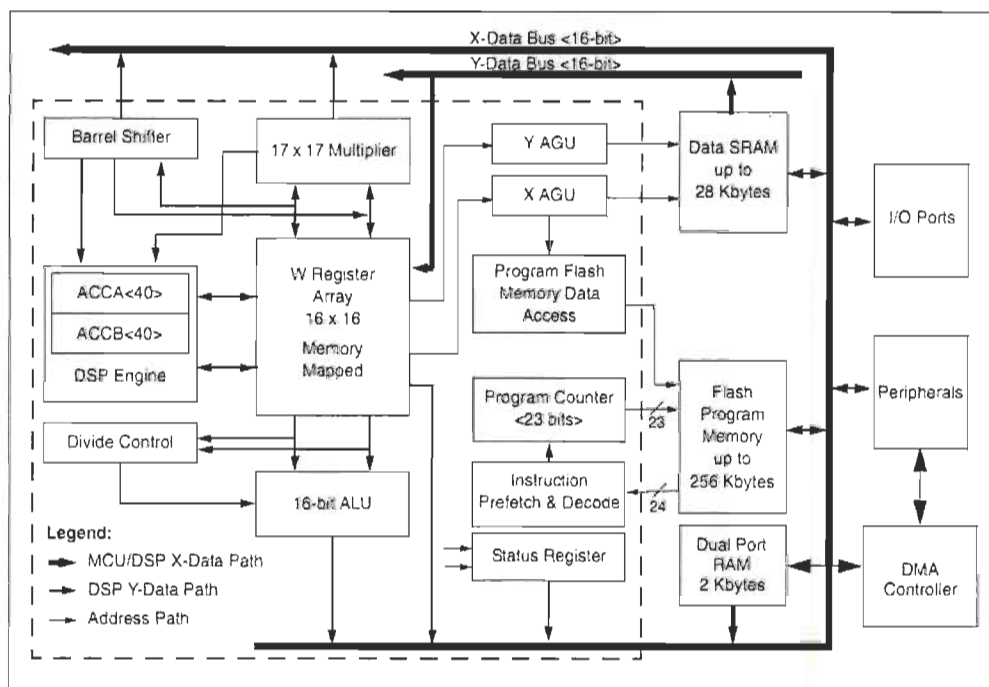 X-Data Bus <16-bit>
Y-Data Bus <16-bit>
Barrel Shifter
17 x 17 Multiplier
Y AGU
X AGU
Data SRAM
up to
28 Kbytes
I/O Ports
ACCA<40>
ACCB<40>
DSP Engine
W Register
Array
16 x 16
Memory
Mapped
Program Flash
Memory Data
Access
Program Counter
<23 bits>
23
Flash
Program
Memory
up to
256 Kbytes
Peripherals
Divide Control
16-bit ALU
Instruction
Prefetch & Decode
24
Status Register
Dual Port
RAM
2 Kbytes
DMA
Controller
Legend:
MCU/DSP X-Data Path
DSP Y-Data Path
Address Path